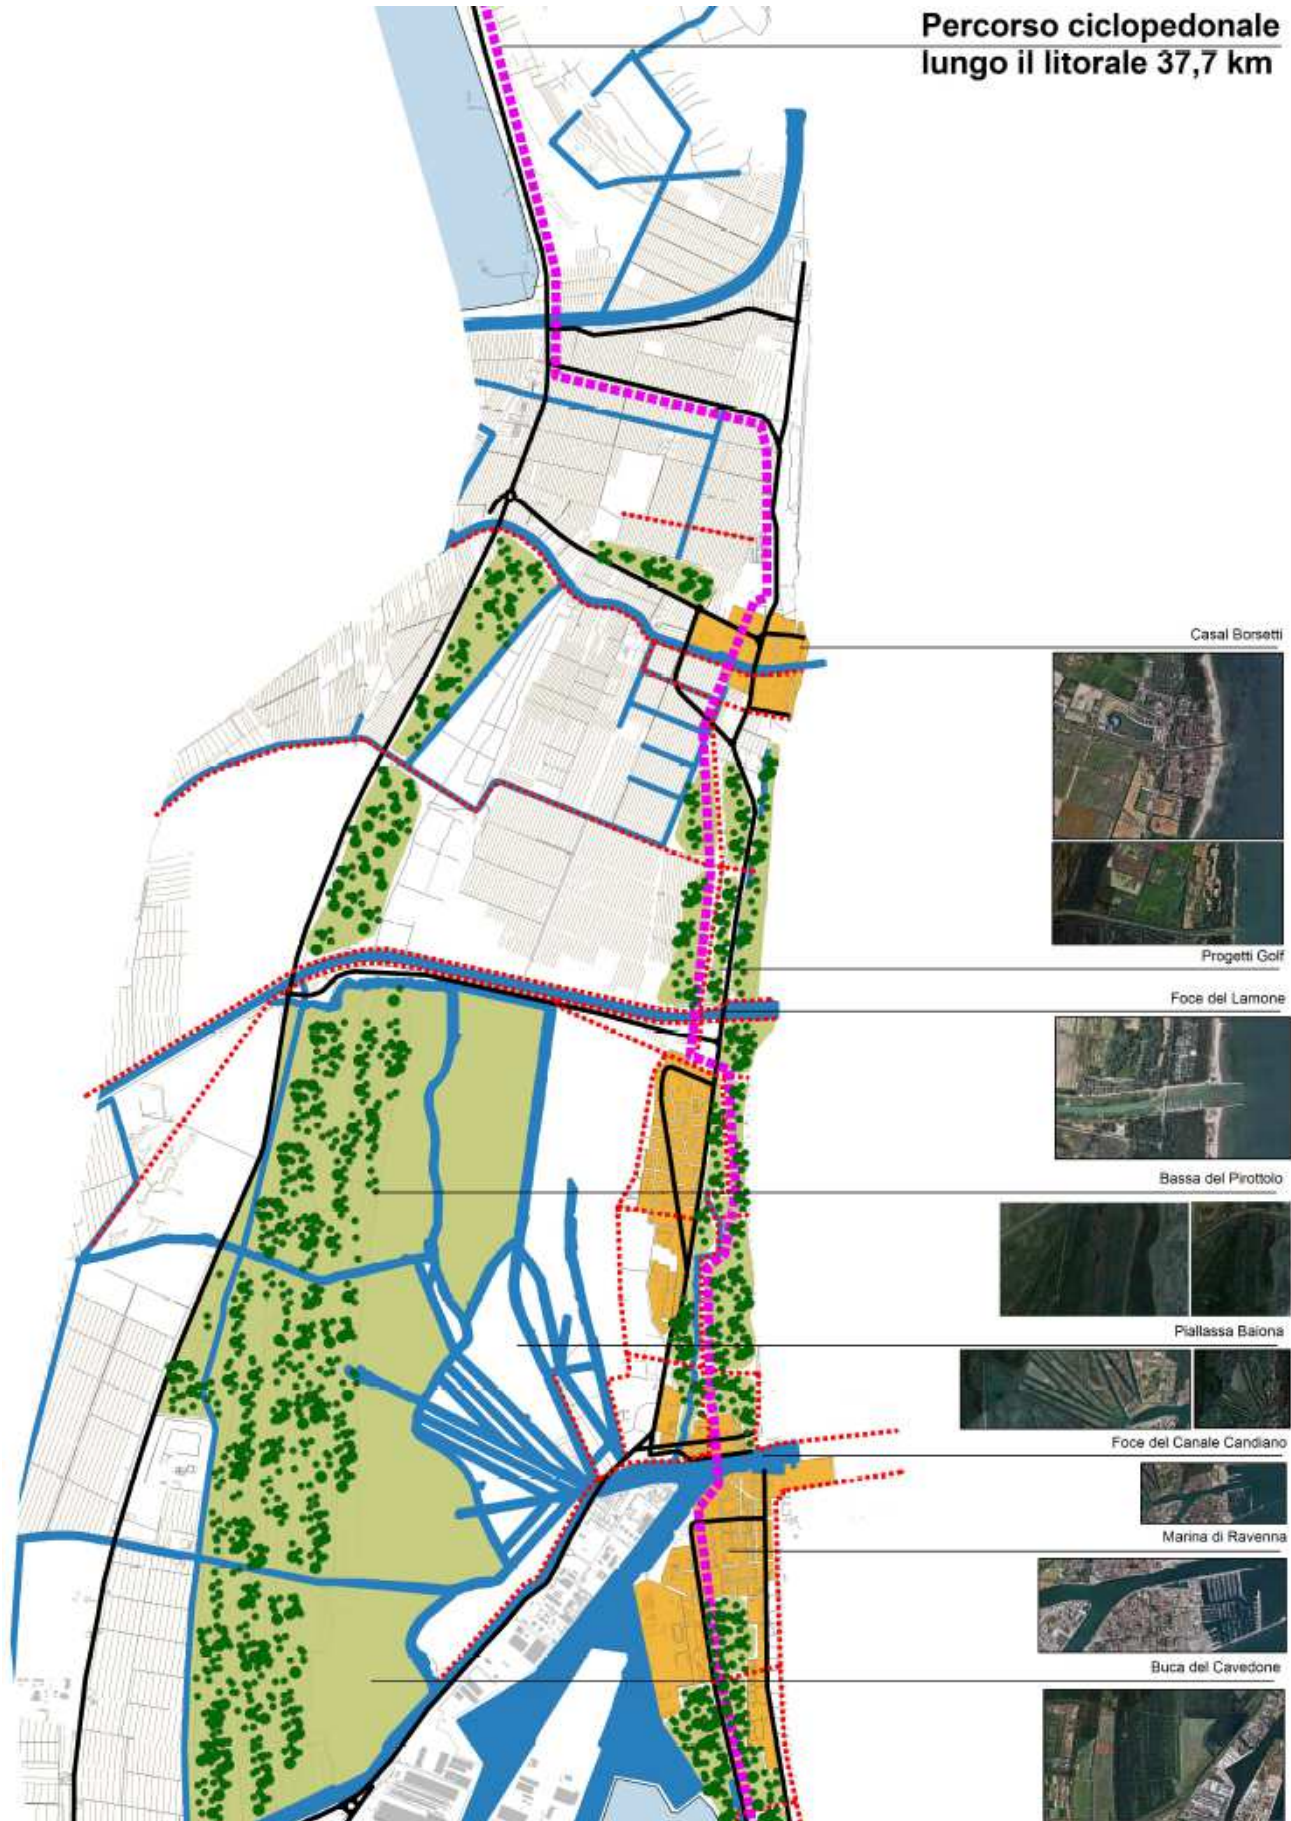 Percorso ciclopedonale
lungo il litorale 37,7 km
Casal Borsetti
Progetti Golf
Foce del Lamone
Bassa del Pirottolo
Piallassa Baiona
Foce del Canale Candiano
Marina di Ravenna
Buca del Cavedone